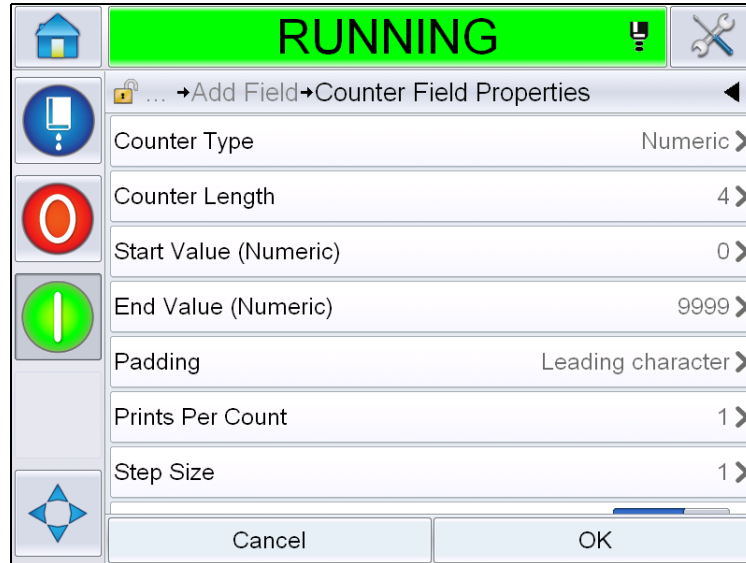 RUNNING
... →Add Field→Counter Field Properties
Counter Type Numeric
Counter Length 4
Start Value (Numeric) 0
End Value (Numeric) 9999
Padding Leading character
Prints Per Count 1
Step Size 1
Cancel OK